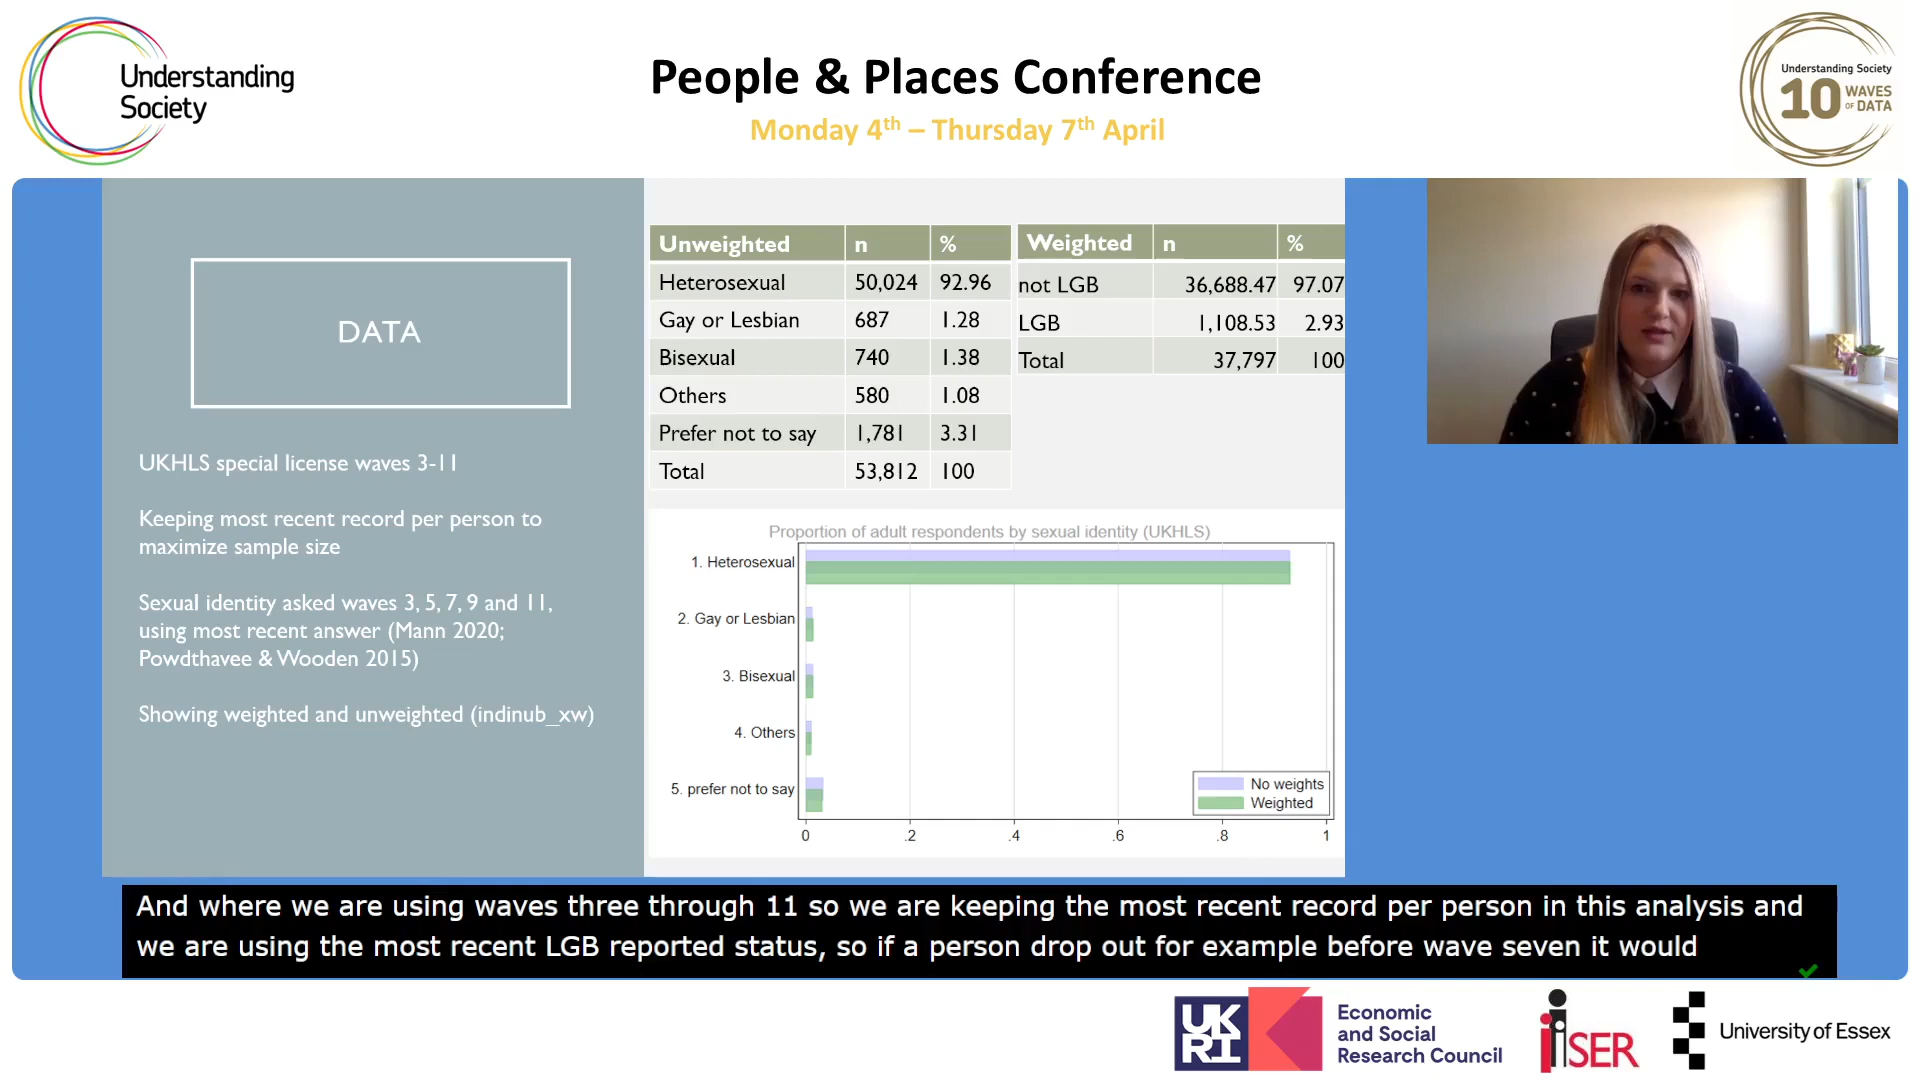 Understanding
Society
People & Places Conference
Monday 4th – Thursday 7th April
Understanding Society
10 WAVES
OF DATA
DATA
UKHLS special license waves 3-11
Keeping most recent record per person to
maximize sample size
Sexual identity asked waves 3, 5, 7, 9 and 11,
using most recent answer (Mann 2020;
Powdthavee & Wooden 2015)
Showing weighted and unweighted (indinub_xw)
Unweighted n %
Heterosexual 50,024 92.96
Gay or Lesbian 687 1.28
Bisexual 740 1.38
Others 580 1.08
Prefer not to say 1,781 3.31
Total 53,812 100
Weighted n %
not LGB 36,688.47 97.07
LGB 1,108.53 2.93
Total 37,797 100
Proportion of adult respondents by sexual identity (UKHLS)
1. Heterosexual
2. Gay or Lesbian
3. Bisexual
4. Others
5. prefer not to say
No weights
Weighted
0 .2 .4 .6 .8 1
And where we are using waves three through 11 so we are keeping the most recent record per person in this analysis and
we are using the most recent LGB reported status, so if a person drop out for example before wave seven it would
UK
RI
Economic
and Social
Research Council
iSER
University of Essex